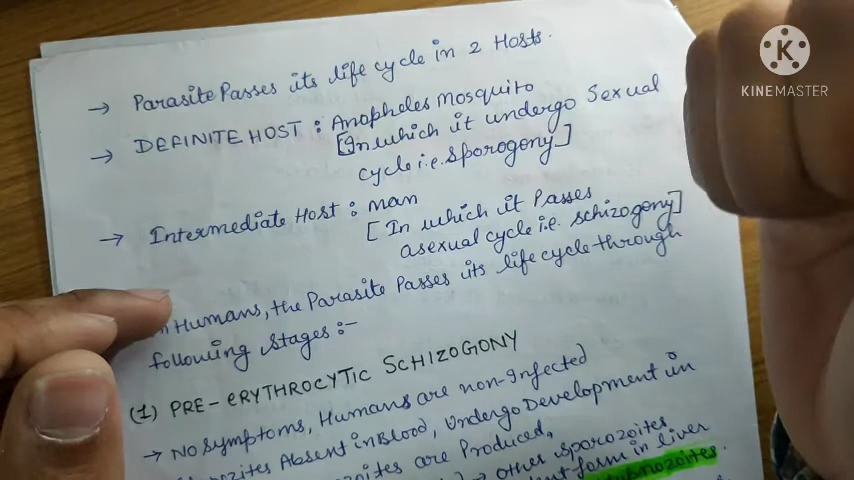 → Parasite Passes its life cycle in 2 Hosts.
→ DEFINITE HOST : Anopheles mosquito
[In which it undergo Sexual
cycle i.e. Sporogony]
→ Intermediate Host : man
[In which it Passes
asexual cycle i.e. schizogony]
Humans, the Parasite Passes its life cycle through
following stages :-
(1) PRE-ERYTHROCYTIC SCHIZOGONY
→ No symptoms, Humans are non-Infected
Absent in Blood, Undergo Development in
are Produced,
→ other sporozoites
form in liver
K
KINEMASTER